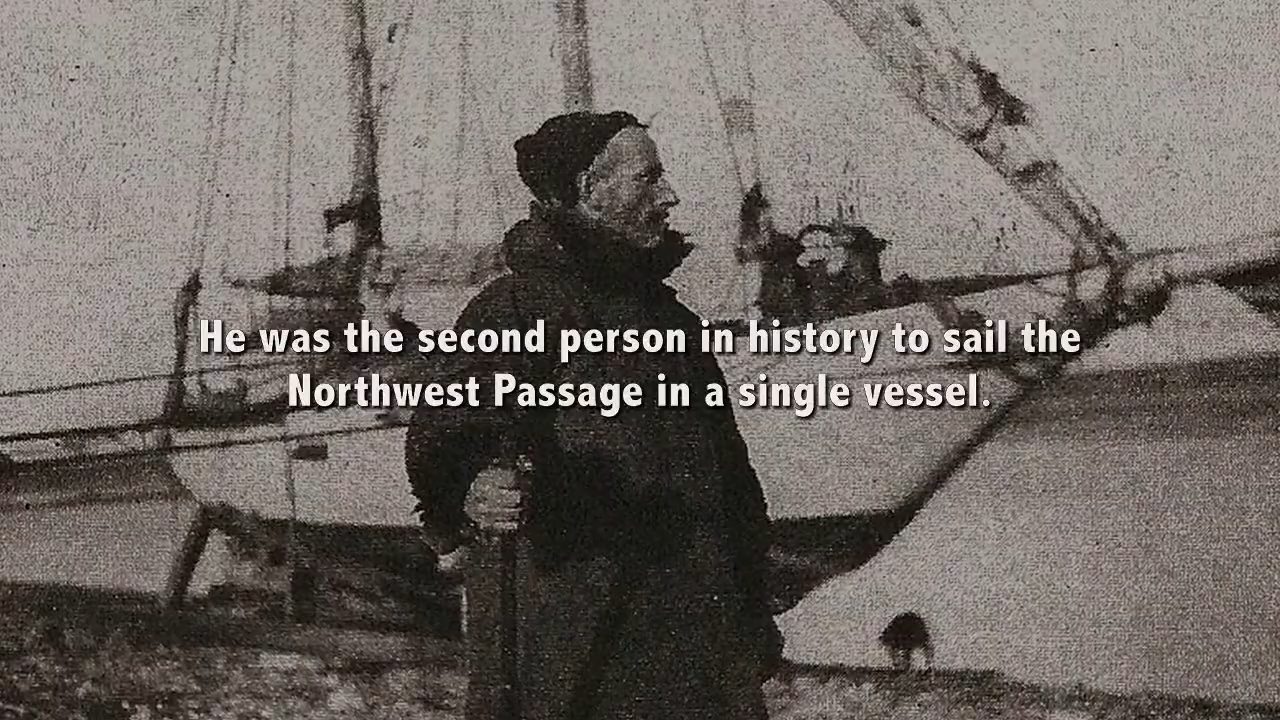 He was the second person in history to sail the
Northwest Passage in a single vessel.